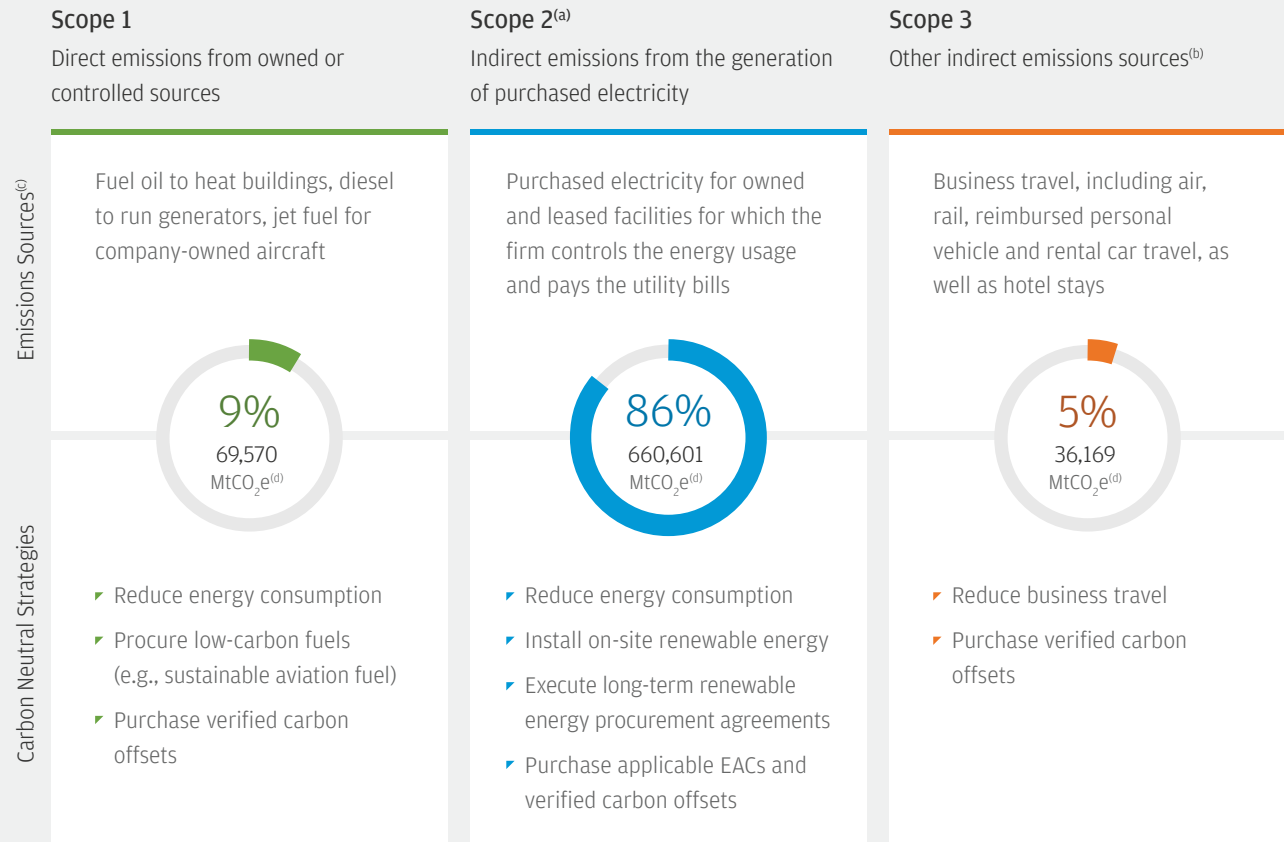 Scope 1
Direct emissions from owned or
controlled sources
Scope 2(a)
Indirect emissions from the generation
of purchased electricity
Scope 3
Other indirect emissions sources(b)
Emissions Sources(c)
Fuel oil to heat buildings, diesel
to run generators, jet fuel for
company-owned aircraft
9%
69,570
MtCO2e(d)
Purchased electricity for owned
and leased facilities for which the
firm controls the energy usage
and pays the utility bills
86%
660,601
MtCO2e(d)
Business travel, including air,
rail, reimbursed personal
vehicle and rental car travel, as
well as hotel stays
5%
36,169
MtCO2e(d)
Carbon Neutral Strategies
Reduce energy consumption
Procure low-carbon fuels
(e.g., sustainable aviation fuel)
Purchase verified carbon
offsets
Reduce energy consumption
Install on-site renewable energy
Execute long-term renewable
energy procurement agreements
Purchase applicable EACs and
verified carbon offsets
Reduce business travel
Purchase verified carbon
offsets